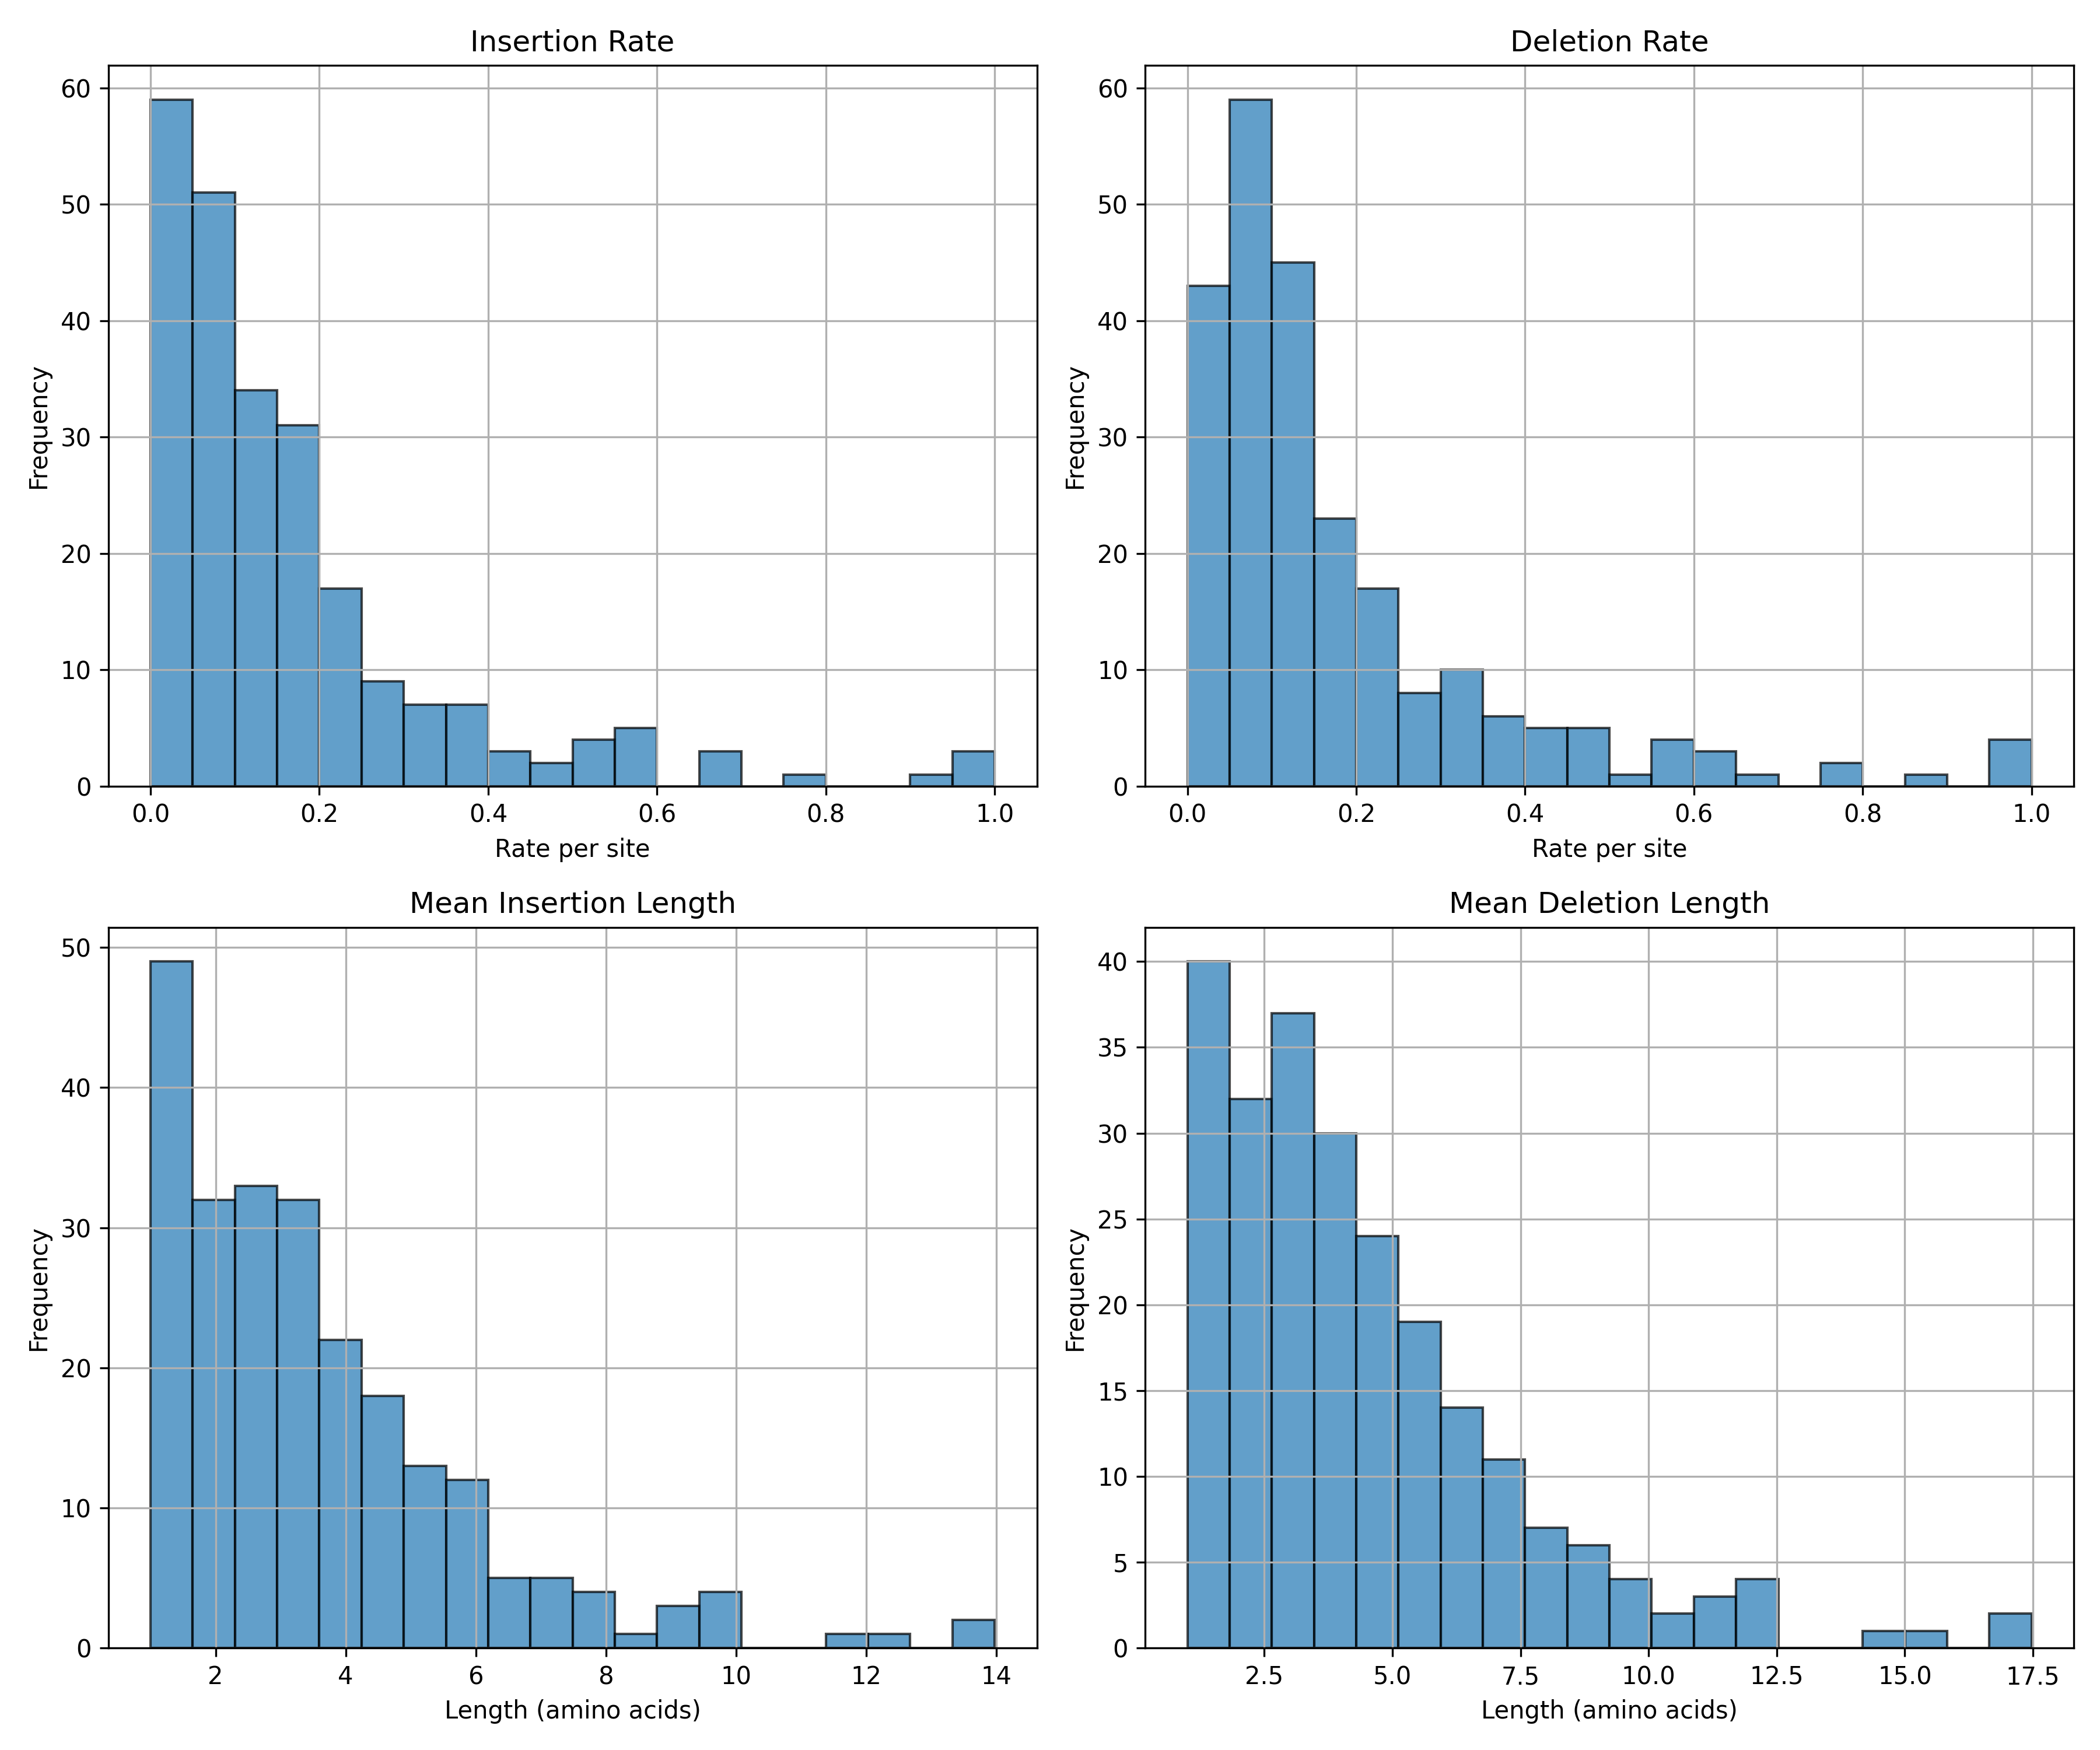 Insertion Rate
60
50
40
30
20
10
0
Frequency
0.0 0.2 0.4 0.6 0.8 1.0
Rate per site
Deletion Rate
60
50
40
30
20
10
0
Frequency
0.0 0.2 0.4 0.6 0.8 1.0
Rate per site
Mean Insertion Length
50
40
30
20
10
0
Frequency
2 4 6 8 10 12 14
Length (amino acids)
Mean Deletion Length
40
35
30
25
20
15
10
5
0
Frequency
2.5 5.0 7.5 10.0 12.5 15.0 17.5
Length (amino acids)